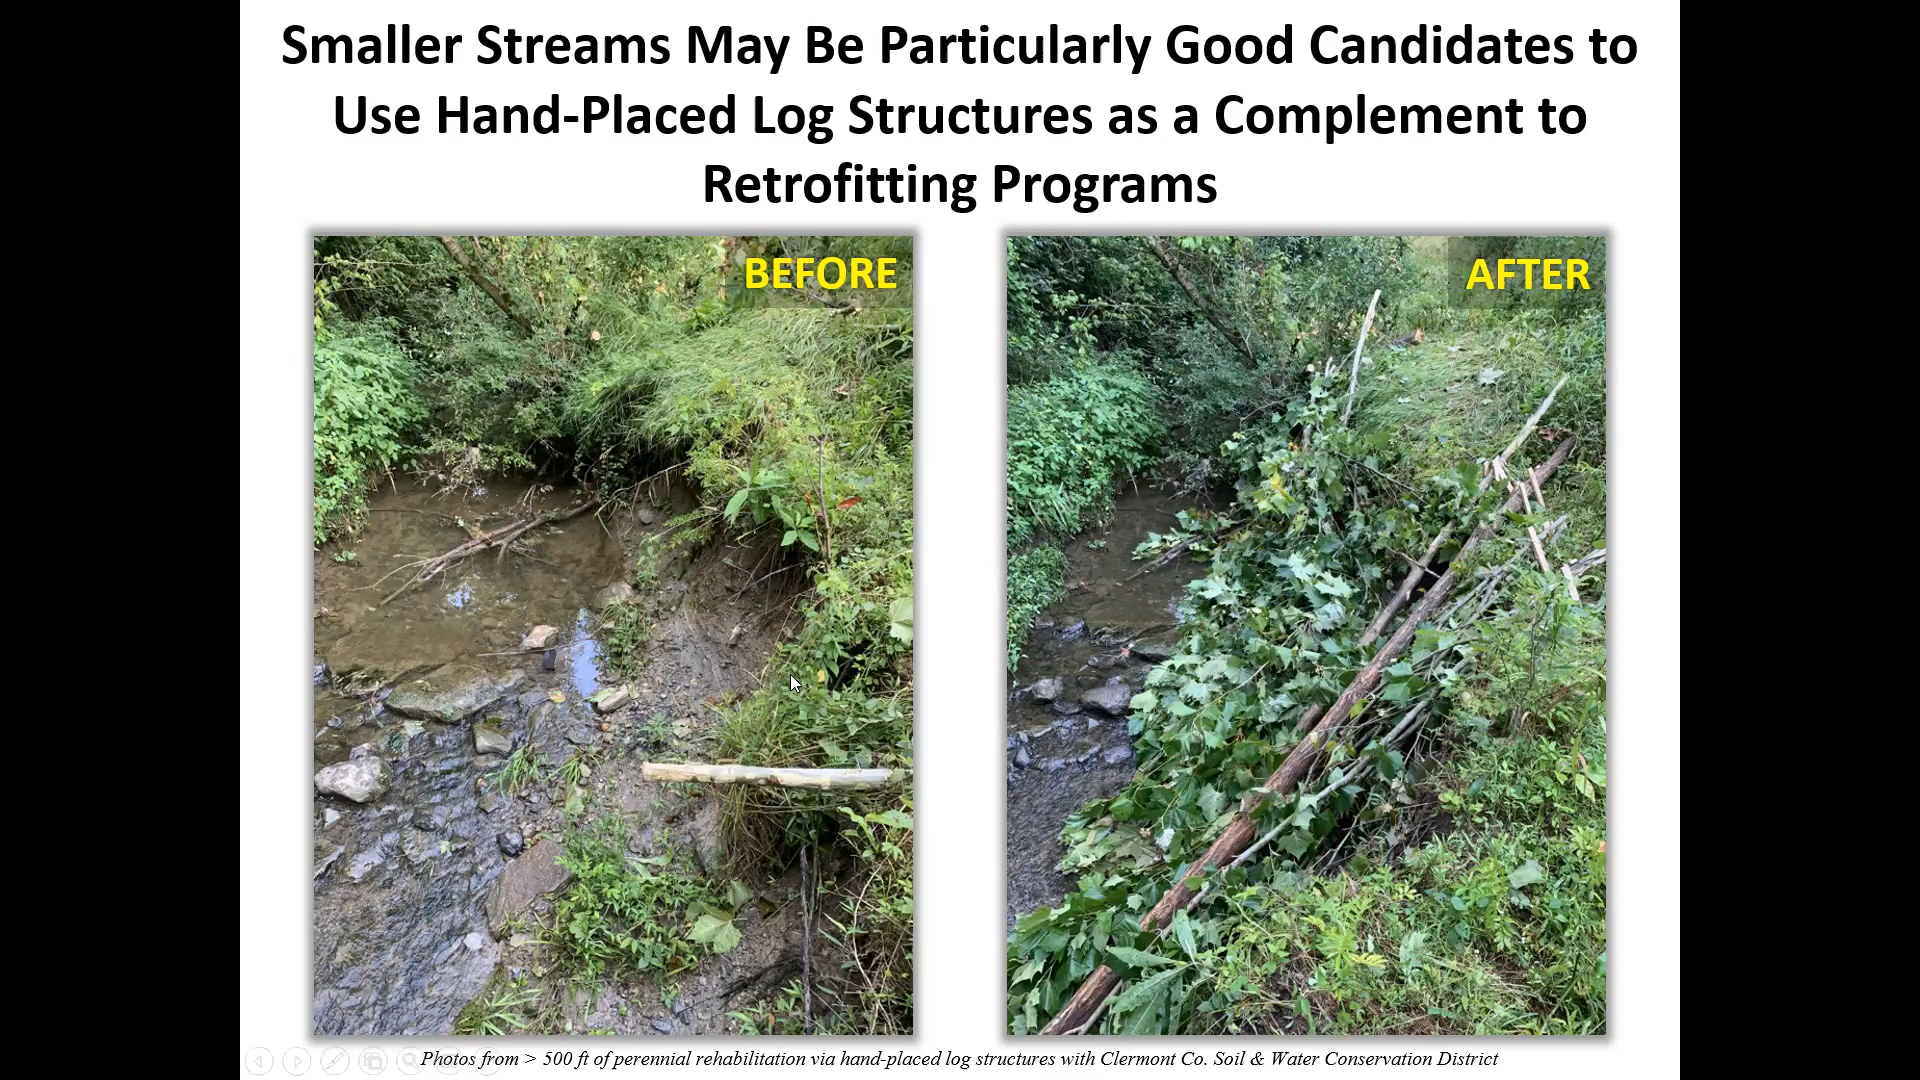 Smaller Streams May Be Particularly Good Candidates to
Use Hand-Placed Log Structures as a Complement to
Retrofitting Programs
BEFORE
AFTER
Photos from > 500 ft of perennial rehabilitation via hand-placed log structures with Clermont Co. Soil & Water Conservation District